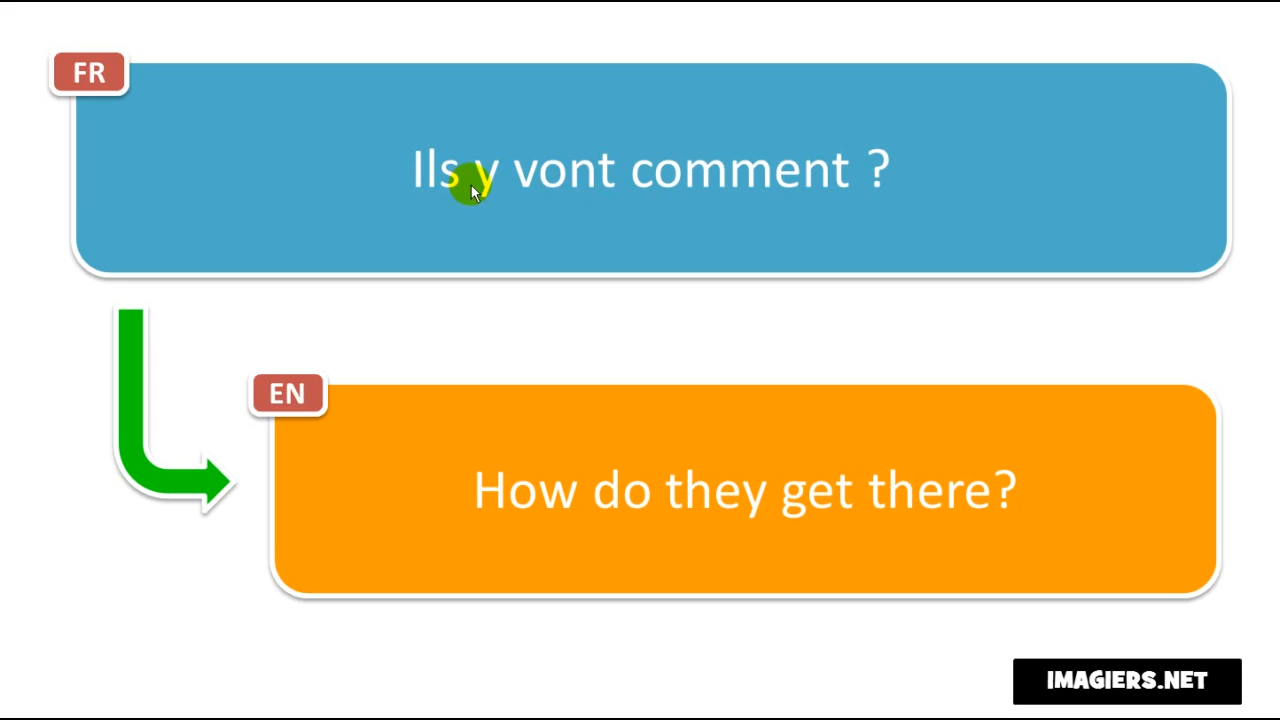 FR
Ils y vont comment ?
EN
How do they get there?
IMAGIERS.NET